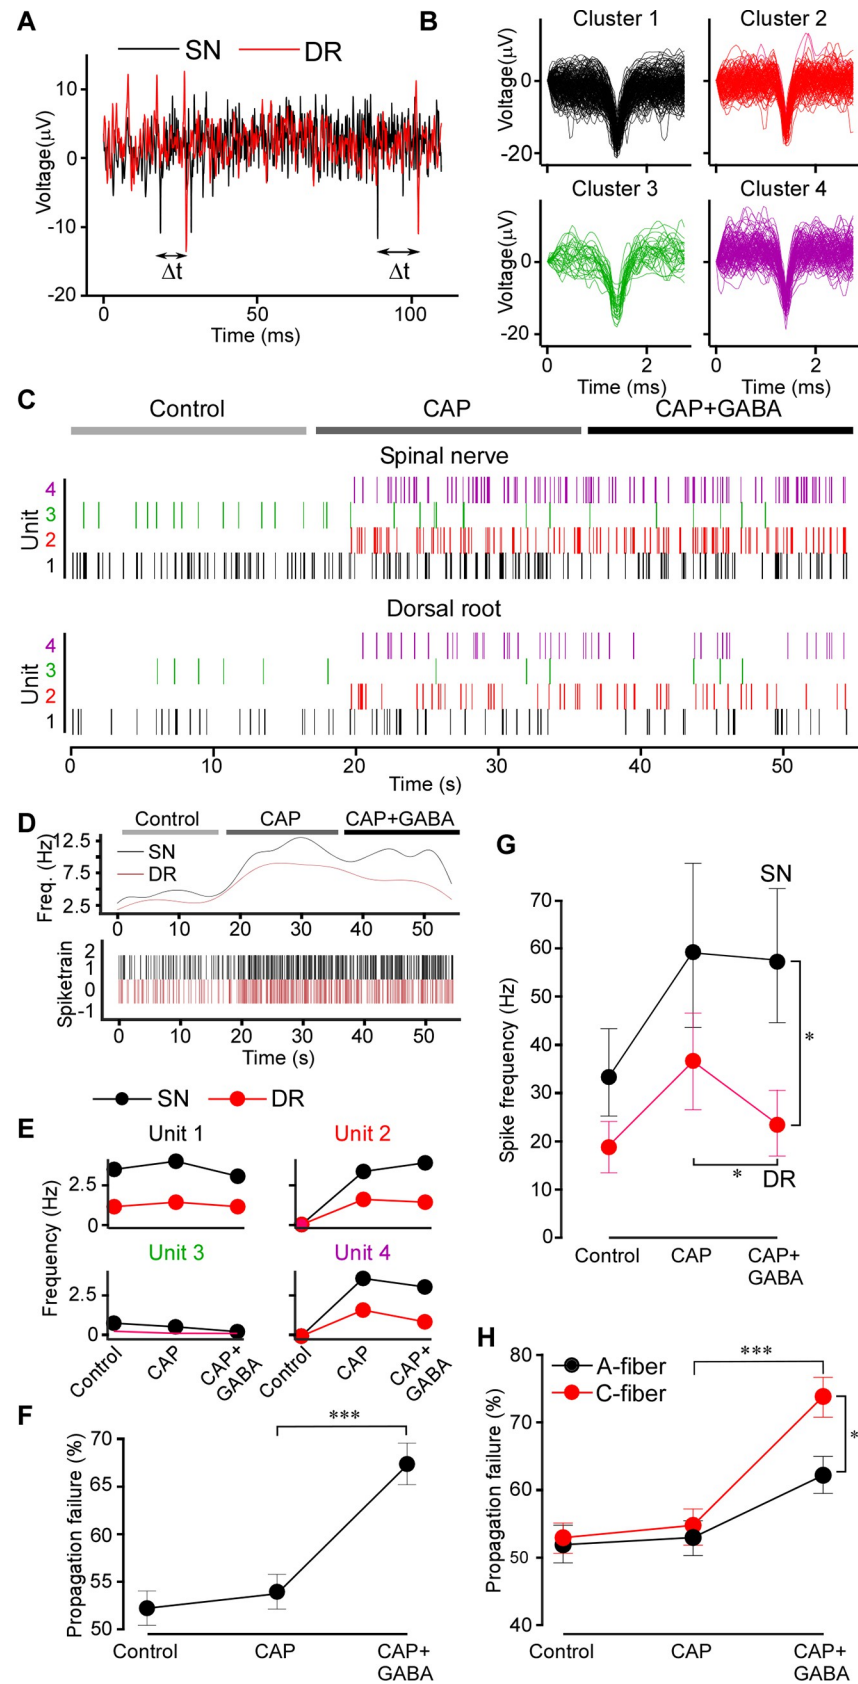 A
SN DR
Voltage(µV)
10
0
-10
-20
Δt
Δt
0 50 100
Time (ms)
B
Cluster 1
Cluster 2
Voltage(µV)
0
-20
Cluster 3
Cluster 4
Voltage(µV)
0
-20
0 2
0 2
Time (ms)
Time (ms)
C
Control
CAP
CAP+GABA
Spinal nerve
Unit
4
3
2
1
Dorsal root
Unit
4
3
2
1
0 10 20 30 40 50
Time (s)
D
Control
CAP
CAP+GABA
Freq. (Hz)
12.5
7.5
2.5
SN
DR
0 10 20 30 40 50
Spiketrain
2
1
0
-1
0 10 20 30 40 50
Time (s)
SN DR
E
Unit 1
Unit 2
Frequency (Hz)
2.5
0
Unit 3
Unit 4
2.5
0
Control
CAP
CAP+
GABA
Control
CAP
CAP+
GABA
F
Propagation failure (%)
70
65
60
55
50
***
Control
CAP
CAP+
GABA
G
Spike frequency (Hz)
70
60
50
40
30
20
10
0
SN
*
*
DR
Control
CAP
CAP+
GABA
H
Propagation failure (%)
80
70
60
50
40
A-fiber
C-fiber
***
*
Control
CAP
CAP+
GABA